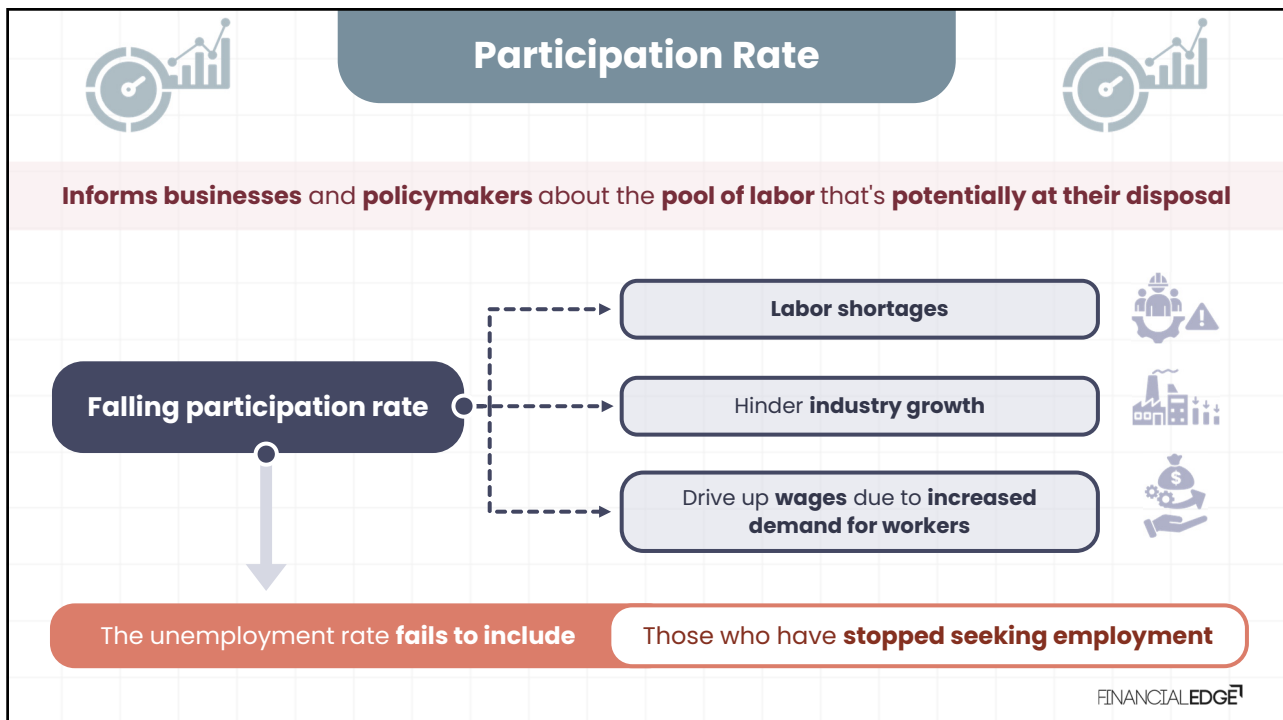 Participation Rate
Informs businesses and policymakers about the pool of labor that's potentially at their disposal
Labor shortages
Falling participation rate
Hinder industry growth
Drive up wages due to increased
demand for workers
The unemployment rate fails to include
Those who have stopped seeking employment
FINANCIALEDGE